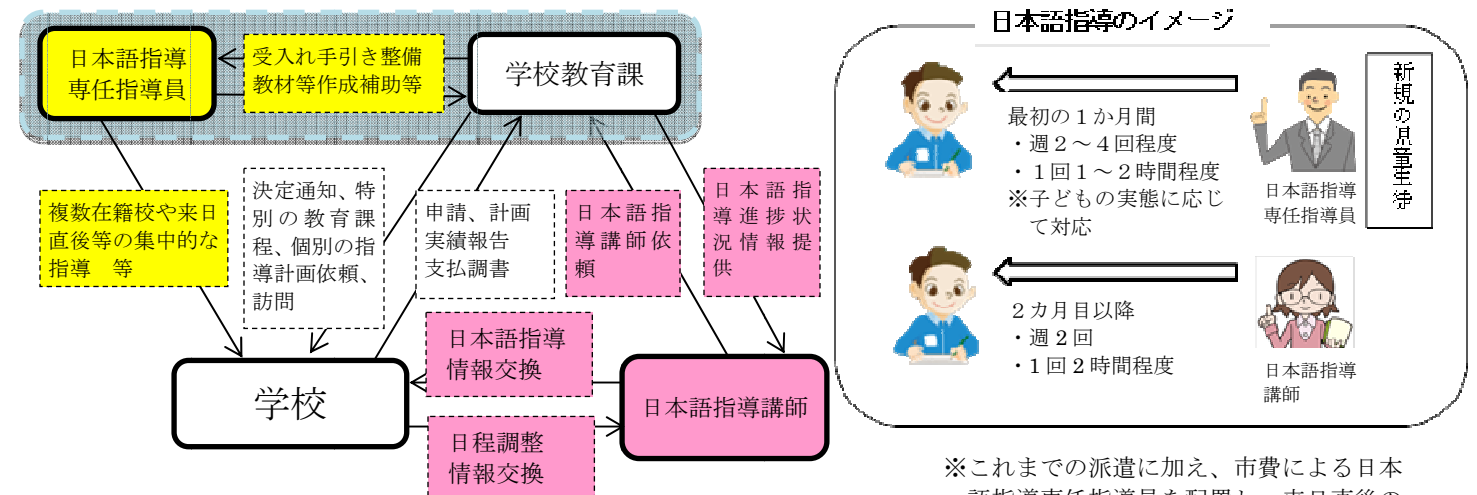 日本語指導
専任指導員
受入れ手引き整備
教材等作成補助等
学校教育課
複数在籍校や来日
直後等の集中的な
指導　等
決定通知、特
別の教育課
程、個別の指
導計画依頼、
訪問
申請、計画
実績報告
支払調書
日本語指
導講師依
頼
日本語指
導進捗状
況情報提
供
学校
日本語指導
情報交換
日程調整
情報交換
日本語指導講師
日本語指導のイメージ
最初の１か月間
・週２～４回程度
・１回１～２時間程度
※子どもの実態に応じ
て対応
日本語指導
専任指導員
新規の児童生徒
２カ月目以降
・週２回
・1 回２時間程度
日本語指導
講師
※これまでの派遣に加え、市費による日本